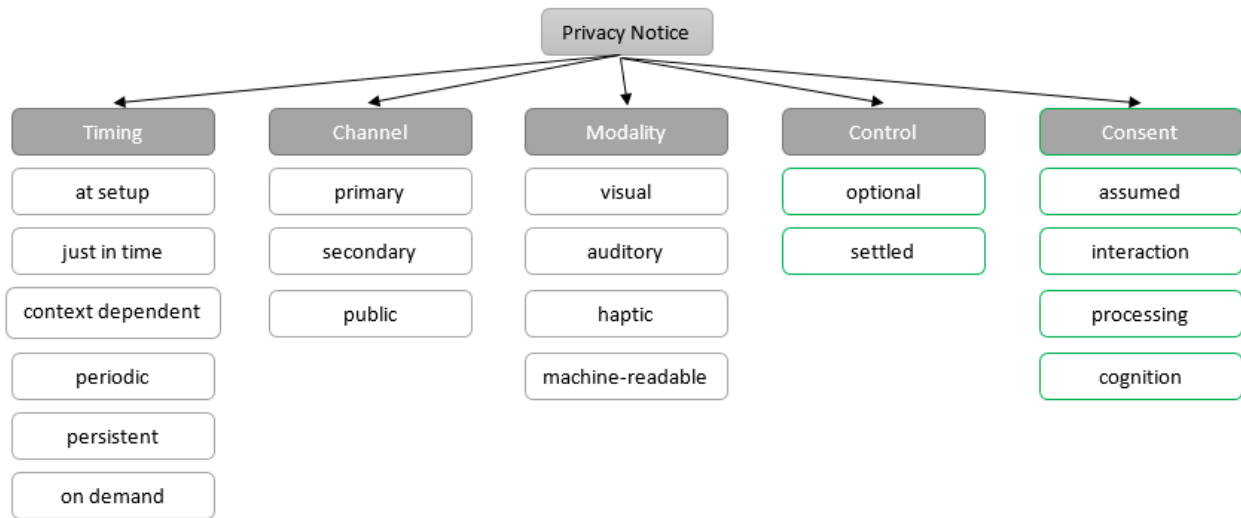 Privacy Notice
Timing
Channel
Modality
Control
Consent
at setup
primary
visual
optional
assumed
just in time
secondary
auditory
settled
interaction
context dependent
public
haptic
processing
periodic
machine-readable
cognition
persistent
on demand